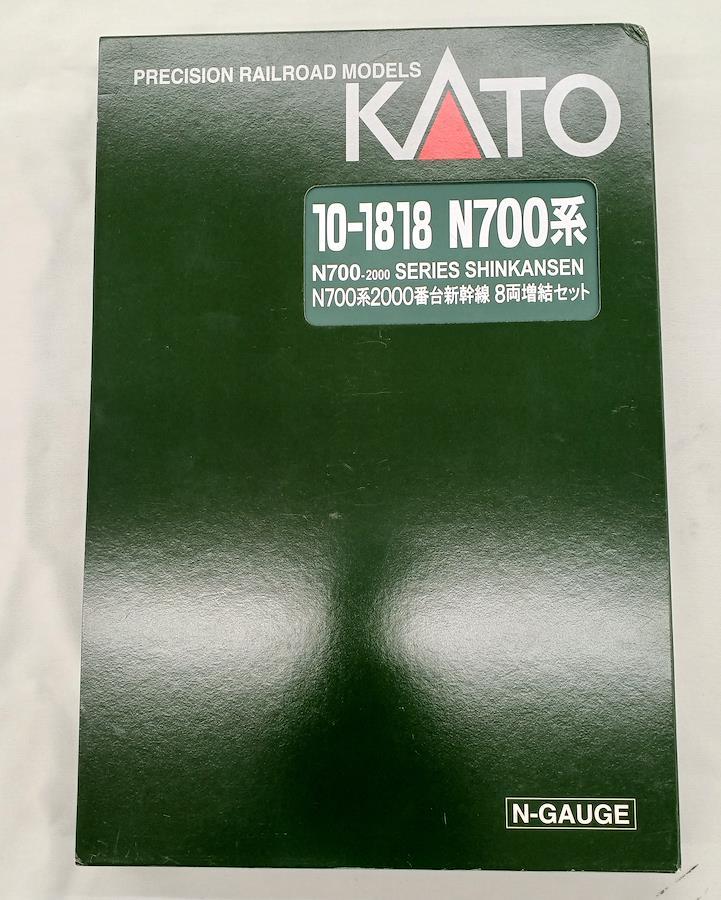 PRECISION RAILROAD MODELS
KATO
10-1818 N700系
N700-2000 SERIES SHINKANSEN
N700系2000番台新幹線 8両増結セット
N-GAUGE